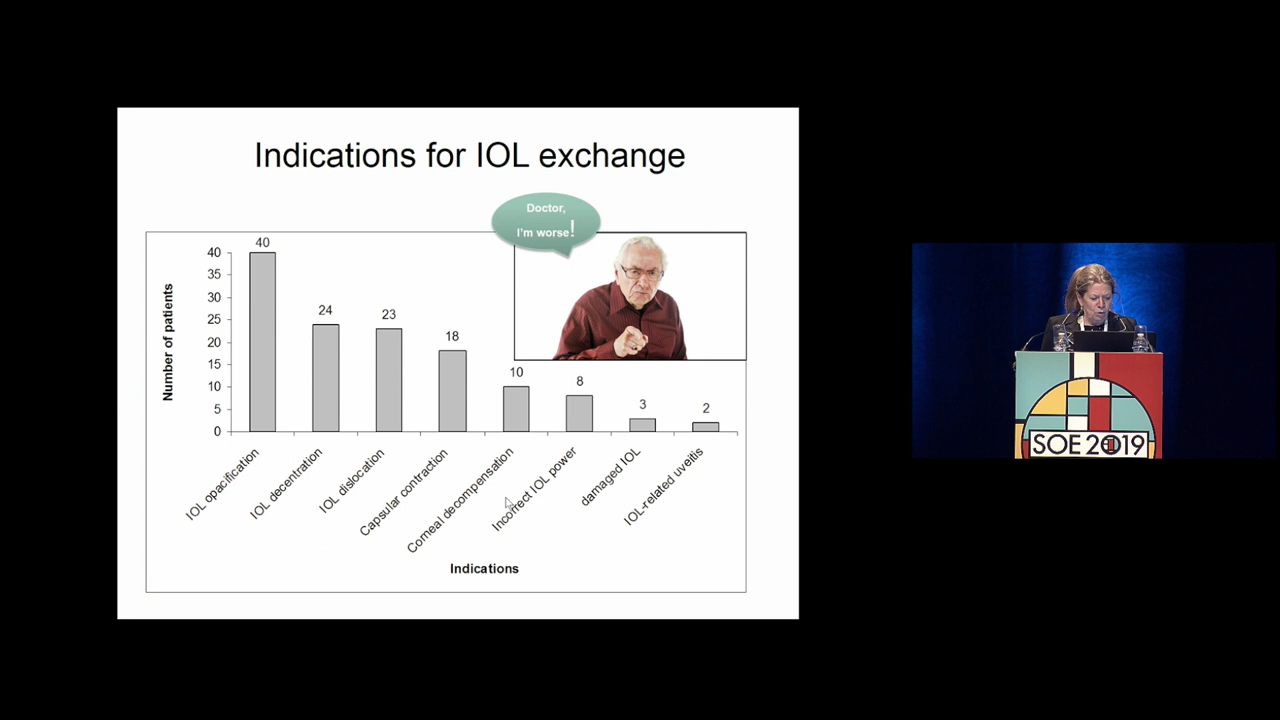 Indications for IOL exchange
Doctor,
I'm worse!
Number of patients
40
35
30
25
20
15
10
5
0
40
24
23
18
10
8
3
2
IOL opacification
IOL decentration
IOL dislocation
Capsular contraction
Corneal decompensation
Incorrect IOL power
damaged IOL
IOL-related uveitis
Indications
SOE 2019